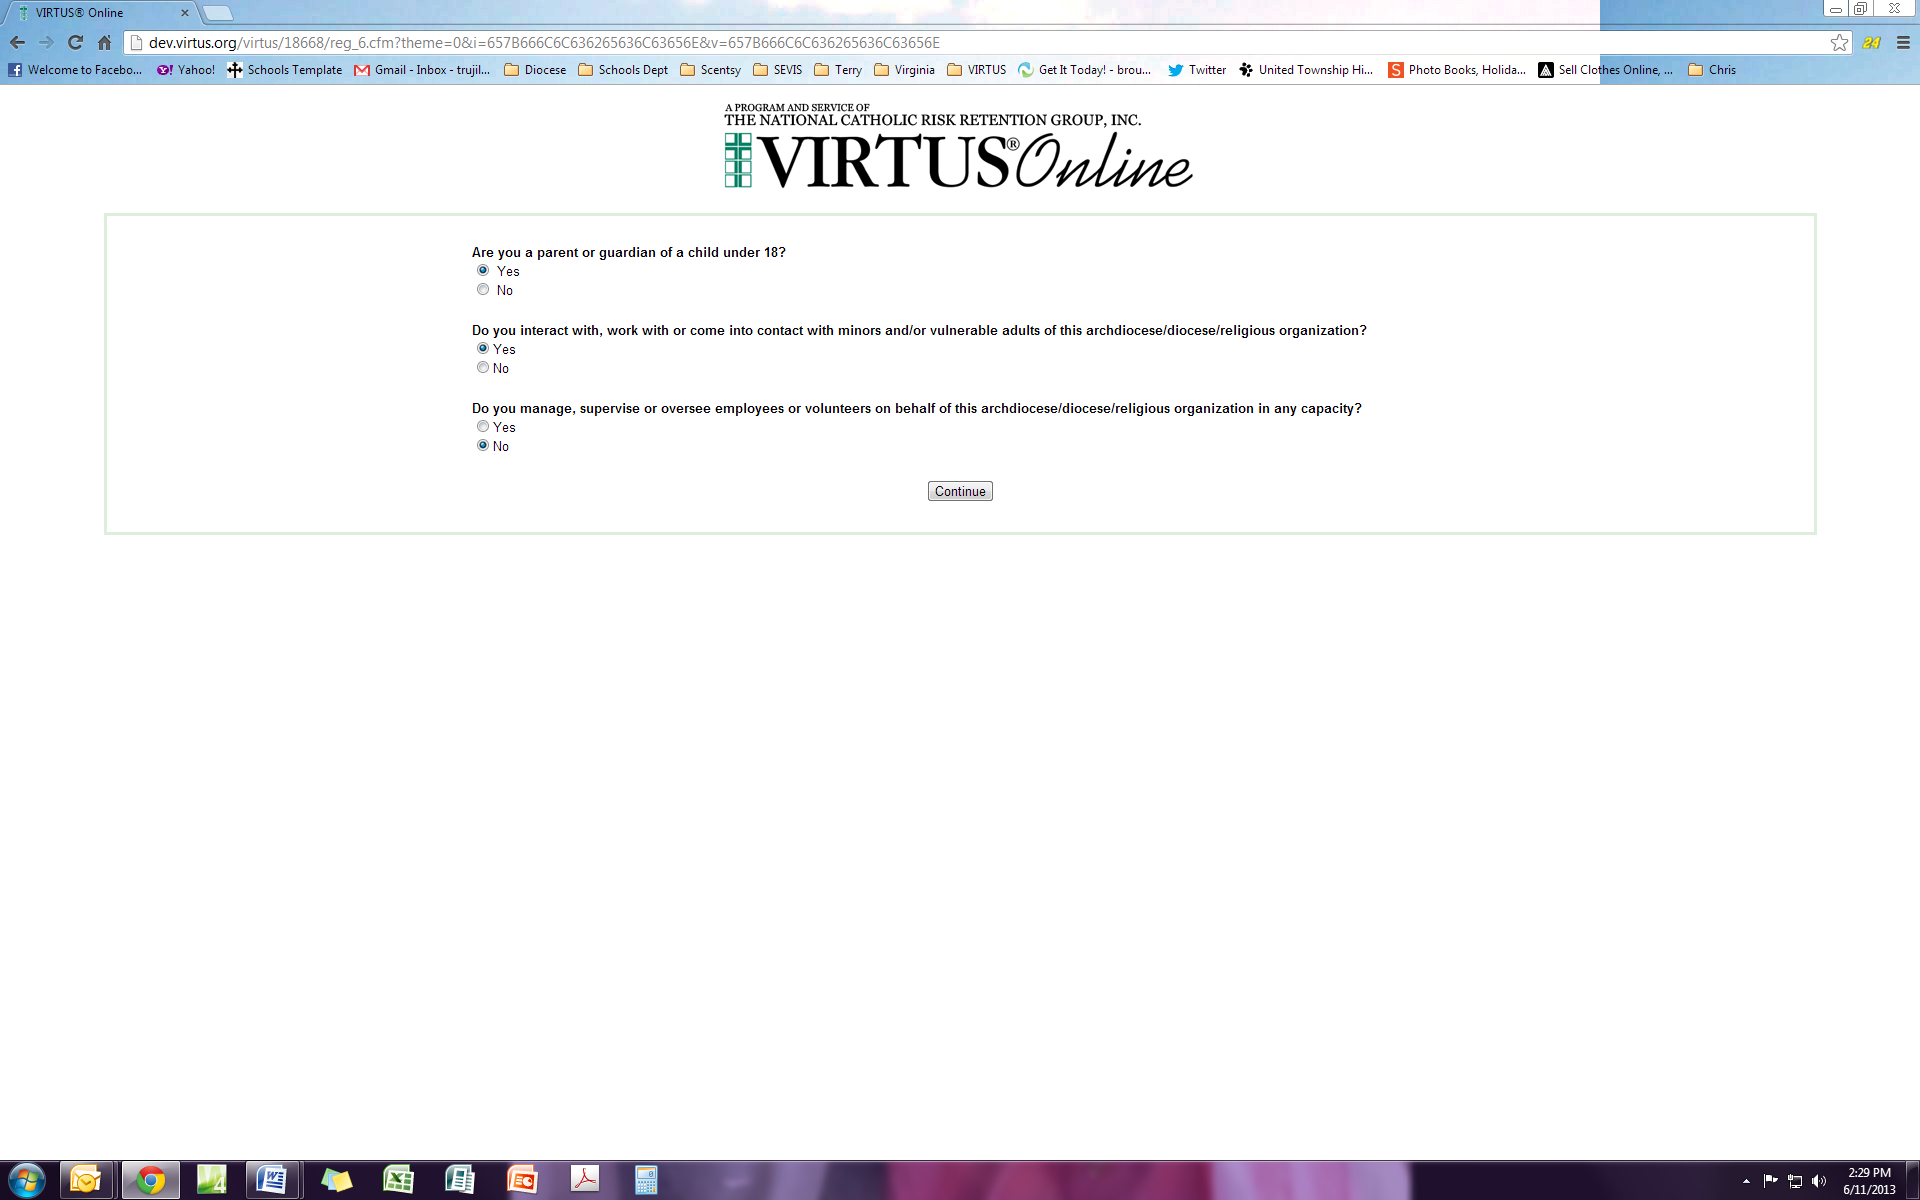 VIRTUS® Online
dev.virtus.org/virtus/18668/reg_6.cfm?theme=0&i=657B666C6C636265636C63656E&v=657B666C6C636265636C63656E
24
Welcome to Facebo... Yahoo! Schools Template Gmail - Inbox - trujil... Diocese Schools Dept Scentsy SEVIS Terry Virginia VIRTUS Get It Today! - brou... Twitter United Township Hi... Photo Books, Holida... Sell Clothes Online, ... Chris
A PROGRAM AND SERVICE OF
THE NATIONAL CATHOLIC RISK RETENTION GROUP, INC.
VIRTUS® Online
Are you a parent or guardian of a child under 18?
Yes
No
Do you interact with, work with or come into contact with minors and/or vulnerable adults of this archdiocese/diocese/religious organization?
Yes
No
Do you manage, supervise or oversee employees or volunteers on behalf of this archdiocese/diocese/religious organization in any capacity?
Yes
No
Continue
2:29 PM
6/11/2013